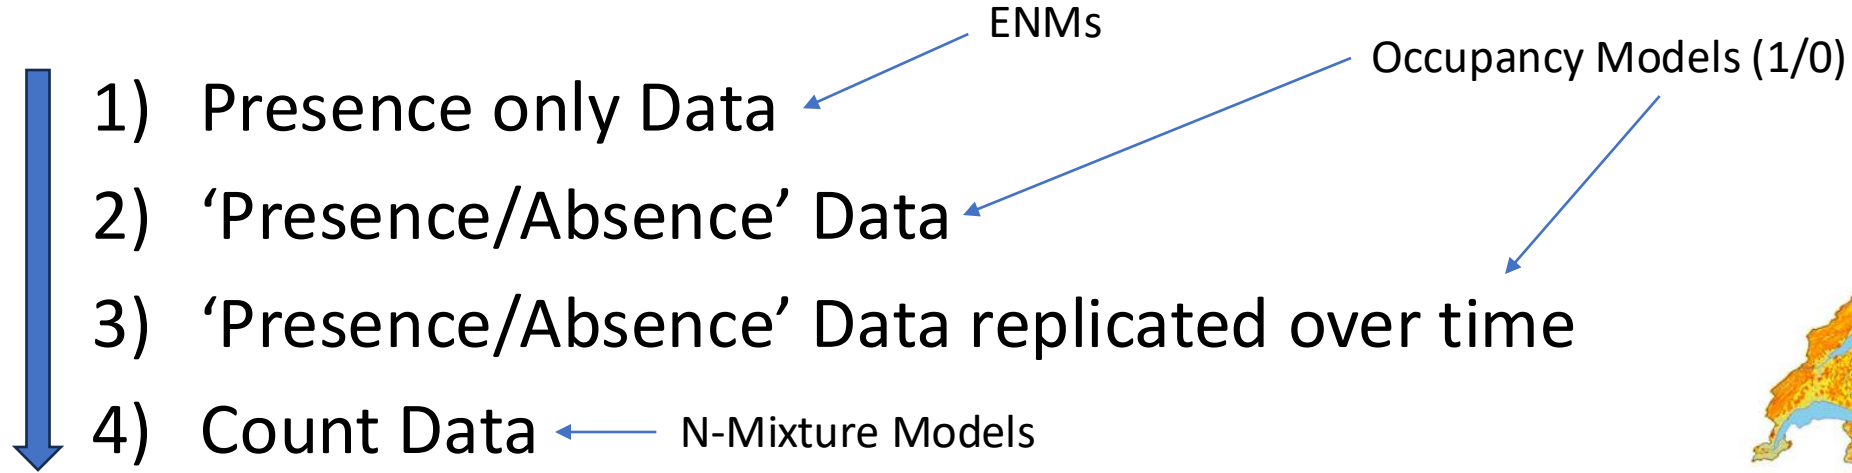 ENMs
Occupancy Models (1/0)
1) Presence only Data
2) ‘Presence/Absence’ Data
3) ‘Presence/Absence’ Data replicated over time
4) Count Data
N-Mixture Models